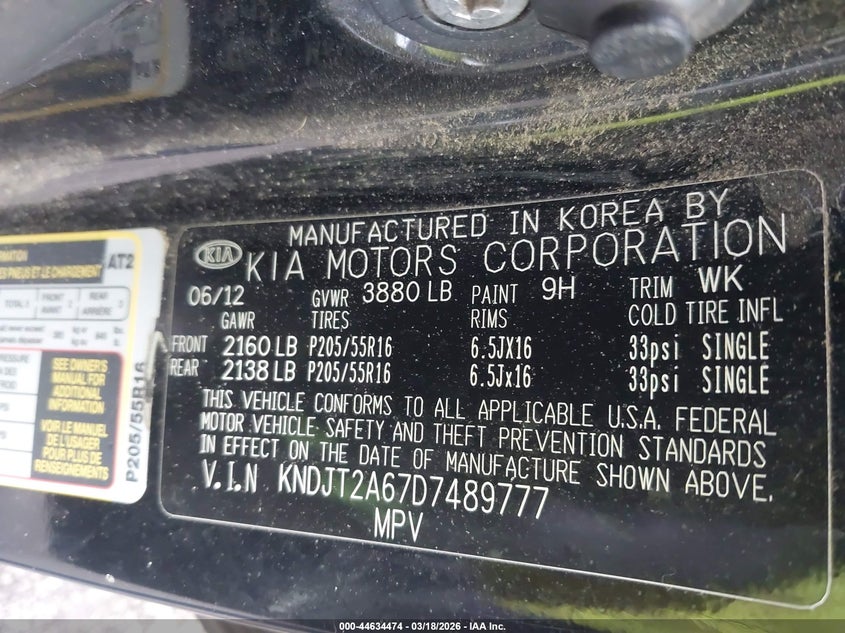 MANUFACTURED IN KOREA BY
KIA KIA MOTORS CORPORATION
06/12 GVWR 3880 LB PAINT 9H TRIM WK
GAWR TIRES RIMS COLD TIRE INFL
FRONT 2160 LB P205/55R16 6.5JX16 33psi SINGLE
REAR 2138 LB P205/55R16 6.5Jx16 33psi SINGLE
THIS VEHICLE CONFORMS TO ALL APPLICABLE U.S.A. FEDERAL
MOTOR VEHICLE SAFETY AND THEFT PREVENTION STANDARDS
IN EFFECT ON THE DATE OF MANUFACTURE SHOWN ABOVE.
V.I.N KNDJT2A67D7489777
MPV
AT2
SEE OWNER'S
MANUAL FOR
ADDITIONAL
INFORMATION
VOIR LE MANUEL
DE L'USAGER
POUR PLUS DE
RENSEIGNEMENTS
P205/55R16
000-44634474 - 03/18/2026 - IAA Inc.